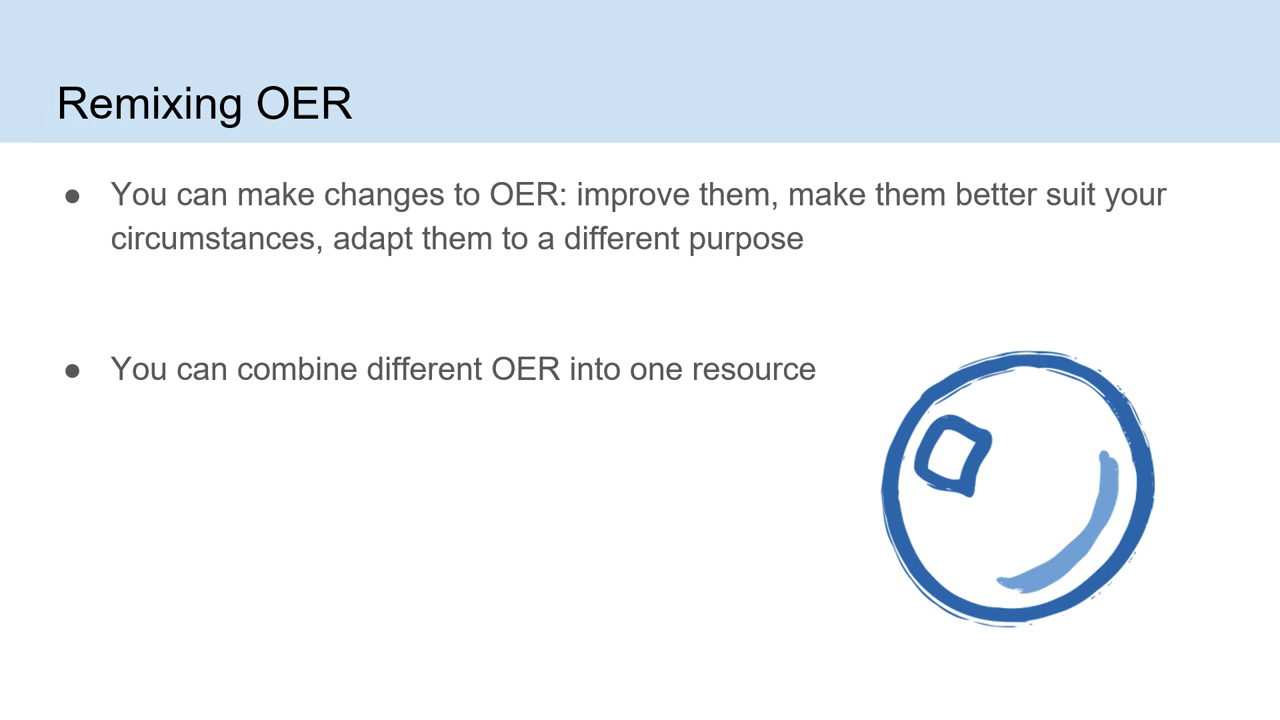 Remixing OER
● You can make changes to OER: improve them, make them better suit your
circumstances, adapt them to a different purpose
● You can combine different OER into one resource